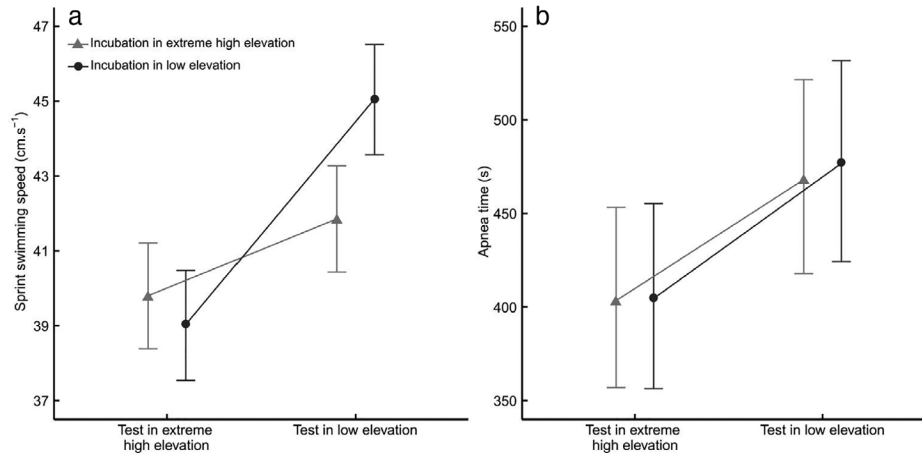 a
Sprint swimming speed (cm.s⁻¹)
47
45
43
41
39
37
Incubation in extreme high elevation
Incubation in low elevation
Test in extreme
high elevation
Test in low elevation
b
Apnea time (s)
550
500
450
400
350
Test in extreme
high elevation
Test in low elevation